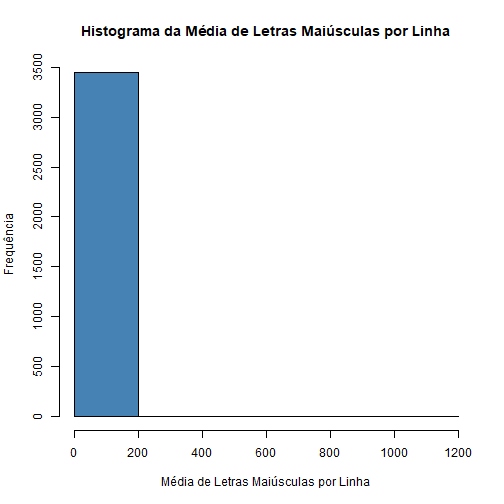 Histograma da Média de Letras Maiúsculas por Linha
Frequência
3500
3000
2500
2000
1500
1000
500
0
0 200 400 600 800 1000 1200
Média de Letras Maiúsculas por Linha